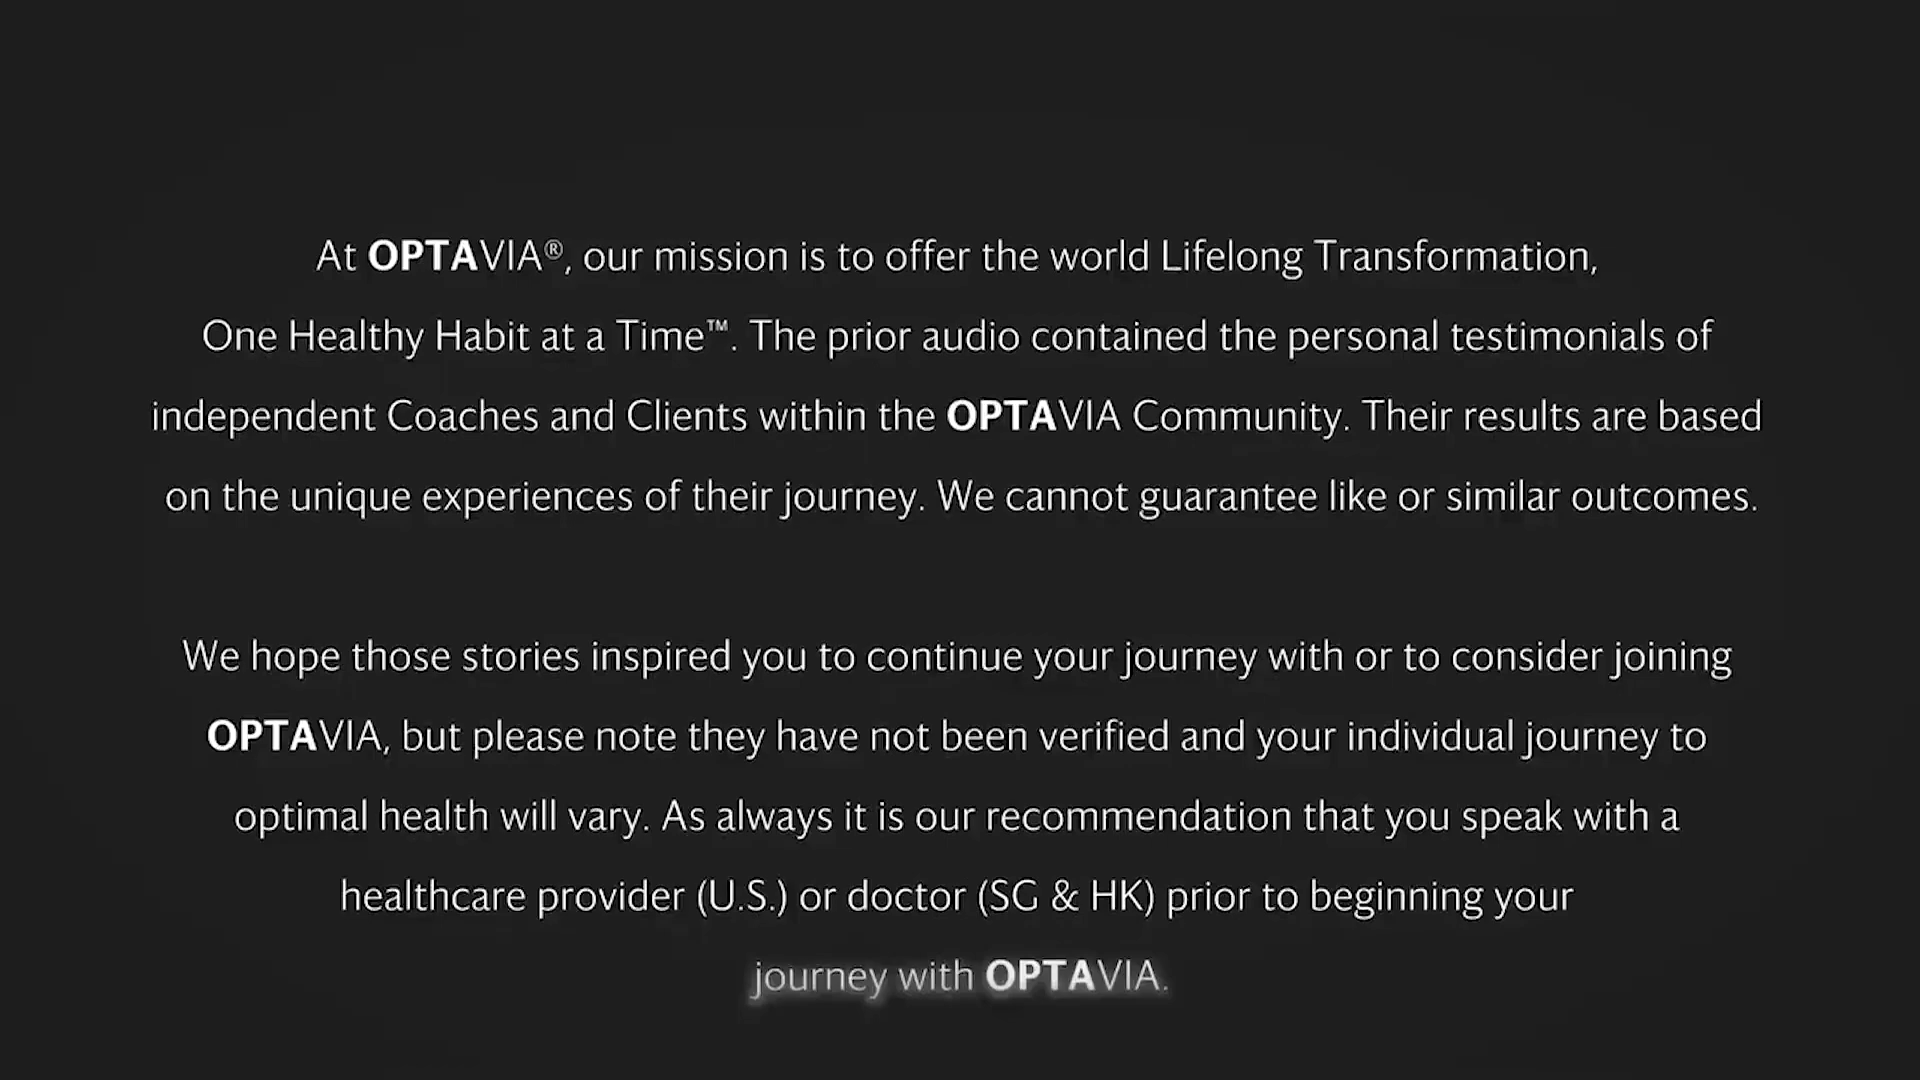 At OPTAVIA®, our mission is to offer the world Lifelong Transformation,
One Healthy Habit at a Time™. The prior audio contained the personal testimonials of
independent Coaches and Clients within the OPTAVIA Community. Their results are based
on the unique experiences of their journey. We cannot guarantee like or similar outcomes.
We hope those stories inspired you to continue your journey with or to consider joining
OPTAVIA, but please note they have not been verified and your individual journey to
optimal health will vary. As always it is our recommendation that you speak with a
healthcare provider (U.S.) or doctor (SG & HK) prior to beginning your
journey with OPTAVIA.